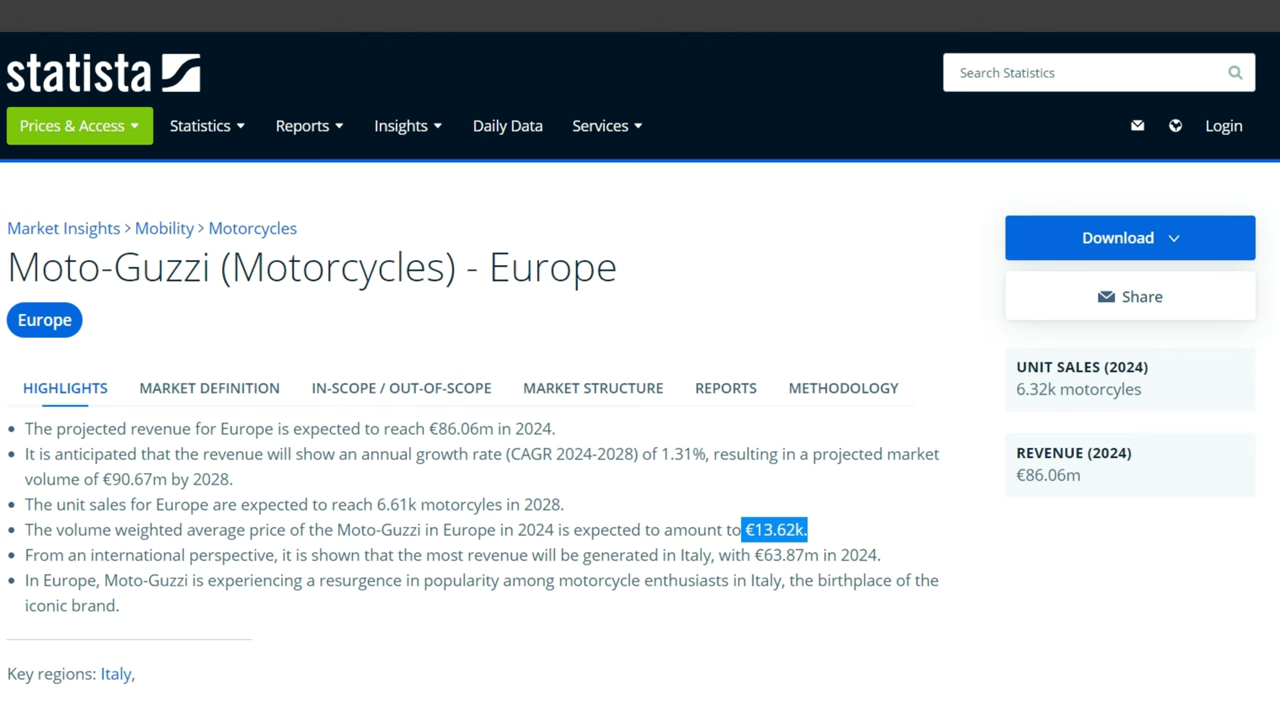 statista
Search Statistics
Prices & Access
Statistics
Reports
Insights
Daily Data
Services
Login
Market Insights > Mobility > Motorcycles
Moto-Guzzi (Motorcycles) - Europe
Europe
Download
Share
HIGHLIGHTS
MARKET DEFINITION
IN-SCOPE / OUT-OF-SCOPE
MARKET STRUCTURE
REPORTS
METHODOLOGY
• The projected revenue for Europe is expected to reach €86.06m in 2024.
• It is anticipated that the revenue will show an annual growth rate (CAGR 2024-2028) of 1.31%, resulting in a projected market
volume of €90.67m by 2028.
• The unit sales for Europe are expected to reach 6.61k motorcyles in 2028.
• The volume weighted average price of the Moto-Guzzi in Europe in 2024 is expected to amount to €13.62k.
• From an international perspective, it is shown that the most revenue will be generated in Italy, with €63.87m in 2024.
• In Europe, Moto-Guzzi is experiencing a resurgence in popularity among motorcycle enthusiasts in Italy, the birthplace of the
iconic brand.
Key regions: Italy,
UNIT SALES (2024)
6.32k motorcyles
REVENUE (2024)
€86.06m